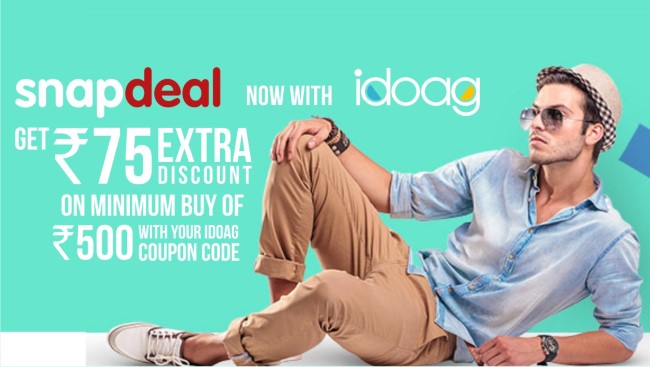 snapdeal NOW WITH idoag
GET ₹75 EXTRA DISCOUNT
ON MINIMUM BUY OF
₹500 WITH YOUR IDOAG COUPON CODE